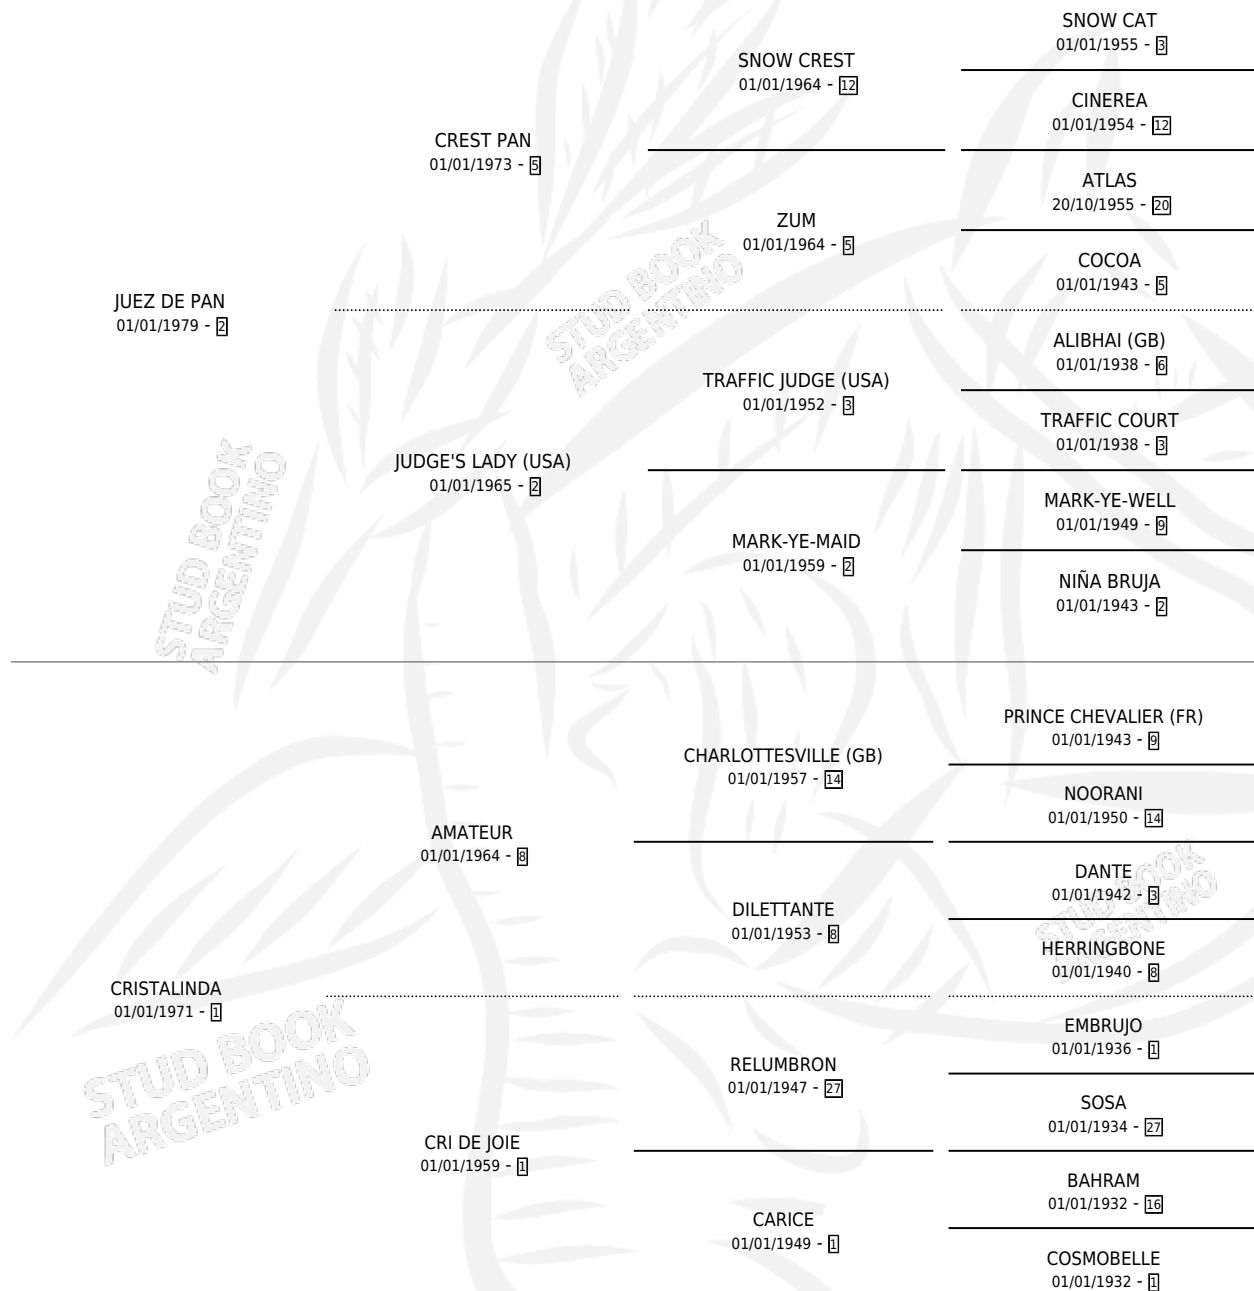 SNOW CAT
01/01/1955 - 3
SNOW CREST
01/01/1964 - 12
CINEREA
01/01/1954 - 12
CREST PAN
01/01/1973 - 5
ATLAS
20/10/1955 - 20
ZUM
01/01/1964 - 5
COCOA
01/01/1943 - 5
JUEZ DE PAN
01/01/1979 - 2
ALIBHAI (GB)
01/01/1938 - 6
TRAFFIC JUDGE (USA)
01/01/1952 - 3
TRAFFIC COURT
01/01/1938 - 3
JUDGE'S LADY (USA)
01/01/1965 - 2
MARK-YE-WELL
01/01/1949 - 9
MARK-YE-MAID
01/01/1959 - 2
NIÑA BRUJA
01/01/1943 - 2
PRINCE CHEVALIER (FR)
01/01/1943 - 9
CHARLOTTESVILLE (GB)
01/01/1957 - 14
NOORANI
01/01/1950 - 14
AMATEUR
01/01/1964 - 8
DANTE
01/01/1942 - 3
DILETTANTE
01/01/1953 - 8
HERRINGBONE
01/01/1940 - 8
CRISTALINDA
01/01/1971 - 1
EMBRUJO
01/01/1936 - 1
RELUMBRON
01/01/1947 - 27
SOSA
01/01/1934 - 27
CRI DE JOIE
01/01/1959 - 1
BAHRAM
01/01/1932 - 16
CARICE
01/01/1949 - 1
COSMOBELLE
01/01/1932 - 1
STUD BOOK
ARGENTINO
STUD BOOK
ARGENTINO
STUD BOOK
ARGENTINO
STUD BOOK
ARGENTINO